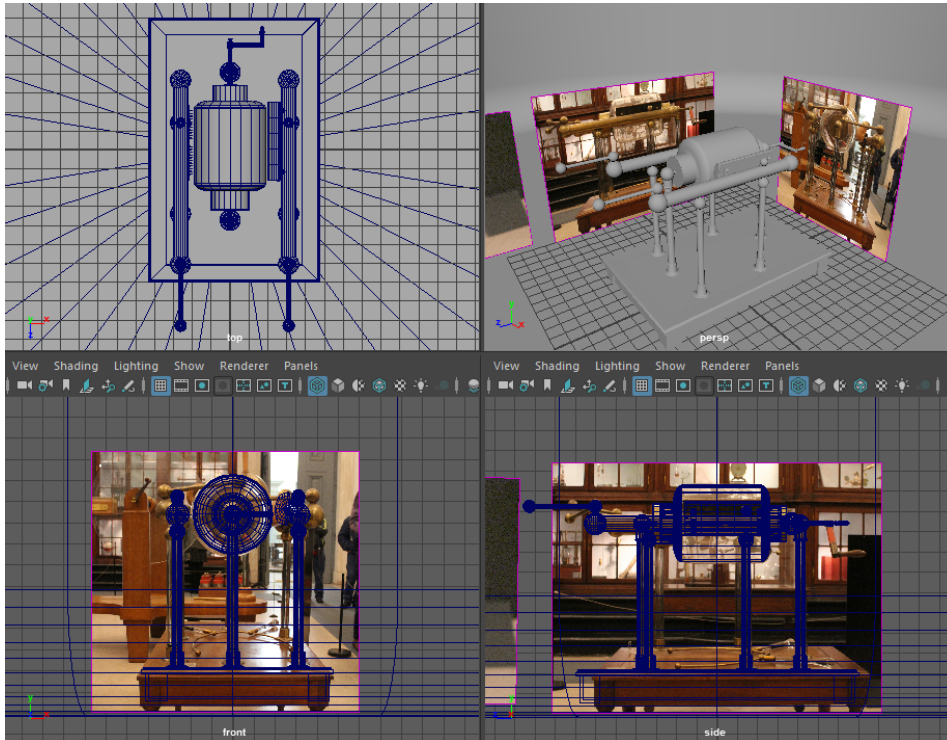 top
persp
y
x
z
y
z
x
View Shading Lighting Show Renderer Panels
View Shading Lighting Show Renderer Panels
front
side
y
x